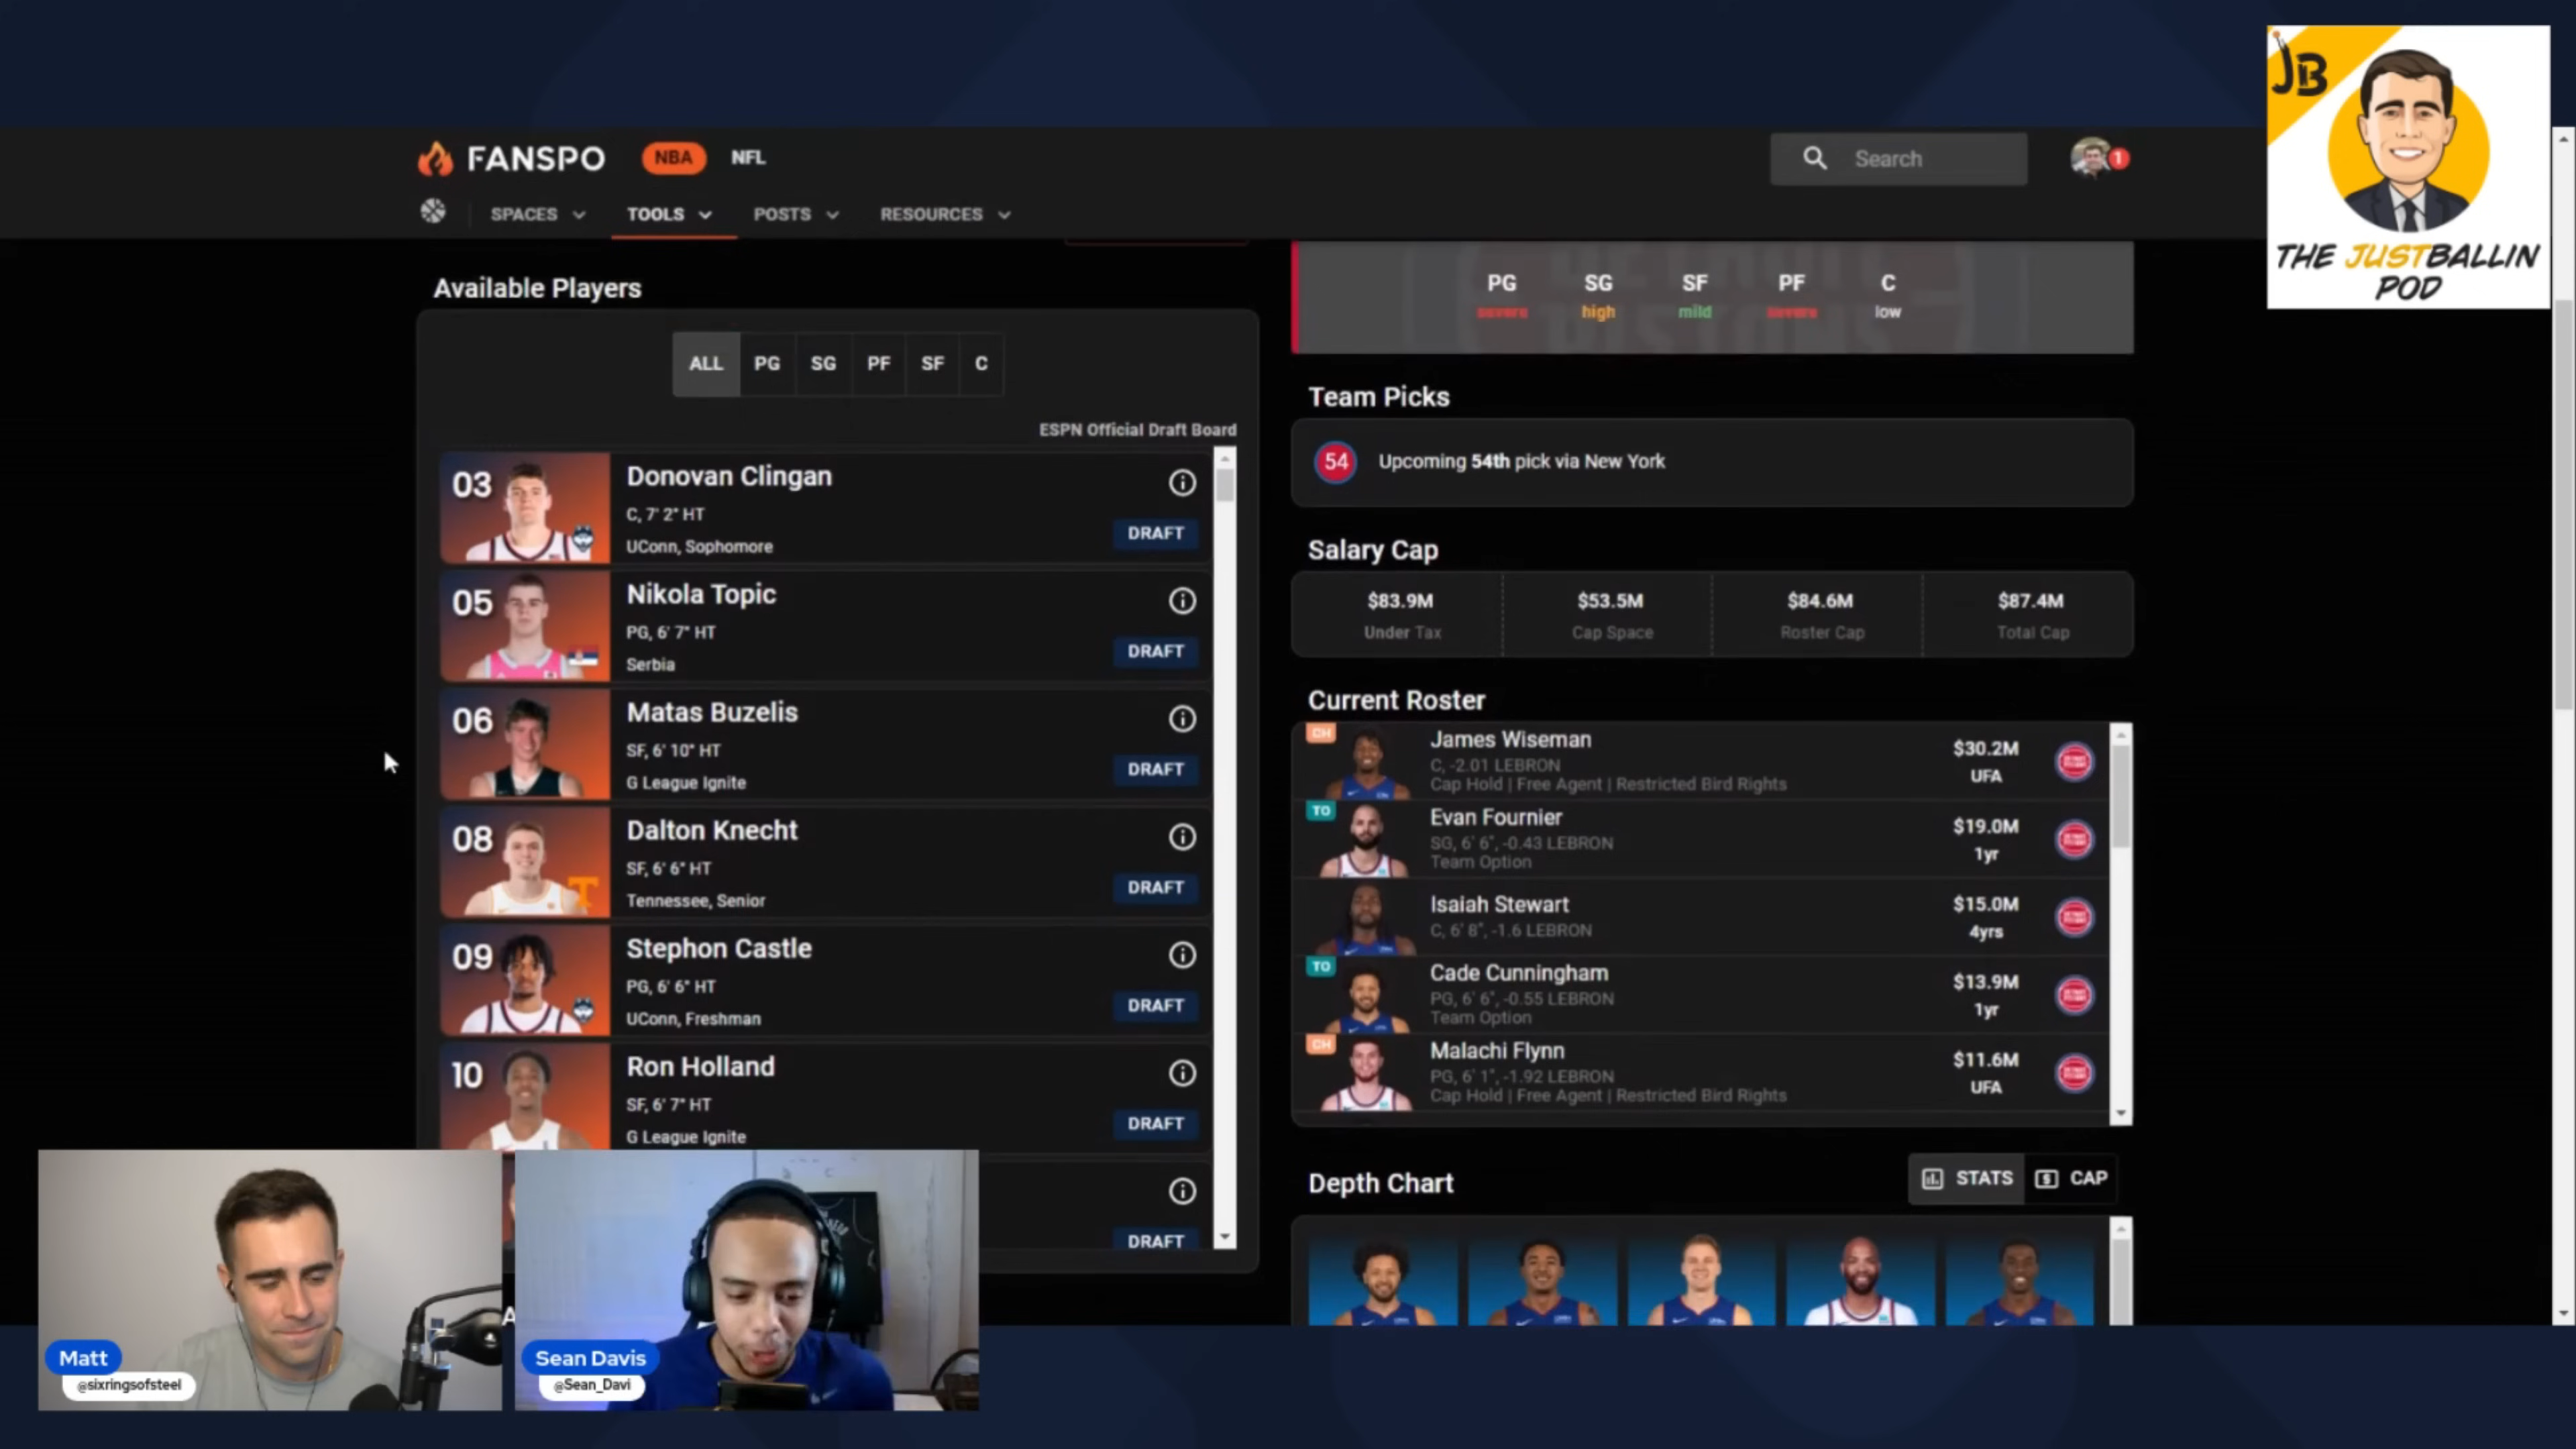 JB
THE JUSTBALLIN
POD
FANSPO
NBA
NFL
Search
1
SPACES
TOOLS
POSTS
RESOURCES
Available Players
ALL
PG
SG
PF
SF
C
ESPN Official Draft Board
03
Donovan Clingan
C, 7' 2" HT
UConn, Sophomore
DRAFT
05
Nikola Topic
PG, 6' 7" HT
Serbia
DRAFT
06
Matas Buzelis
SF, 6' 10" HT
G League Ignite
DRAFT
08
Dalton Knecht
SF, 6' 6" HT
Tennessee, Senior
DRAFT
09
Stephon Castle
PG, 6' 6" HT
UConn, Freshman
DRAFT
10
Ron Holland
SF, 6' 7" HT
G League Ignite
DRAFT
DRAFT
PG SG SF PF C
severe high mild severe low
DETROIT
PISTONS
Team Picks
54
Upcoming 54th pick via New York
Salary Cap
$83.9M $53.5M $84.6M $87.4M
Under Tax Cap Space Roster Cap Total Cap
Current Roster
CH
James Wiseman
C, -2.01 LEBRON
Cap Hold | Free Agent | Restricted Bird Rights
$30.2M
UFA
TO
Evan Fournier
SG, 6' 6", -0.43 LEBRON
Team Option
$19.0M
1yr
Isaiah Stewart
C, 6' 8", -1.6 LEBRON
$15.0M
4yrs
TO
Cade Cunningham
PG, 6' 6", -0.55 LEBRON
Team Option
$13.9M
1yr
CH
Malachi Flynn
PG, 6' 1", -1.92 LEBRON
Cap Hold | Free Agent | Restricted Bird Rights
$11.6M
UFA
Depth Chart
STATS
CAP
Matt
@sixringsofsteel
Sean Davis
@Sean_Davi